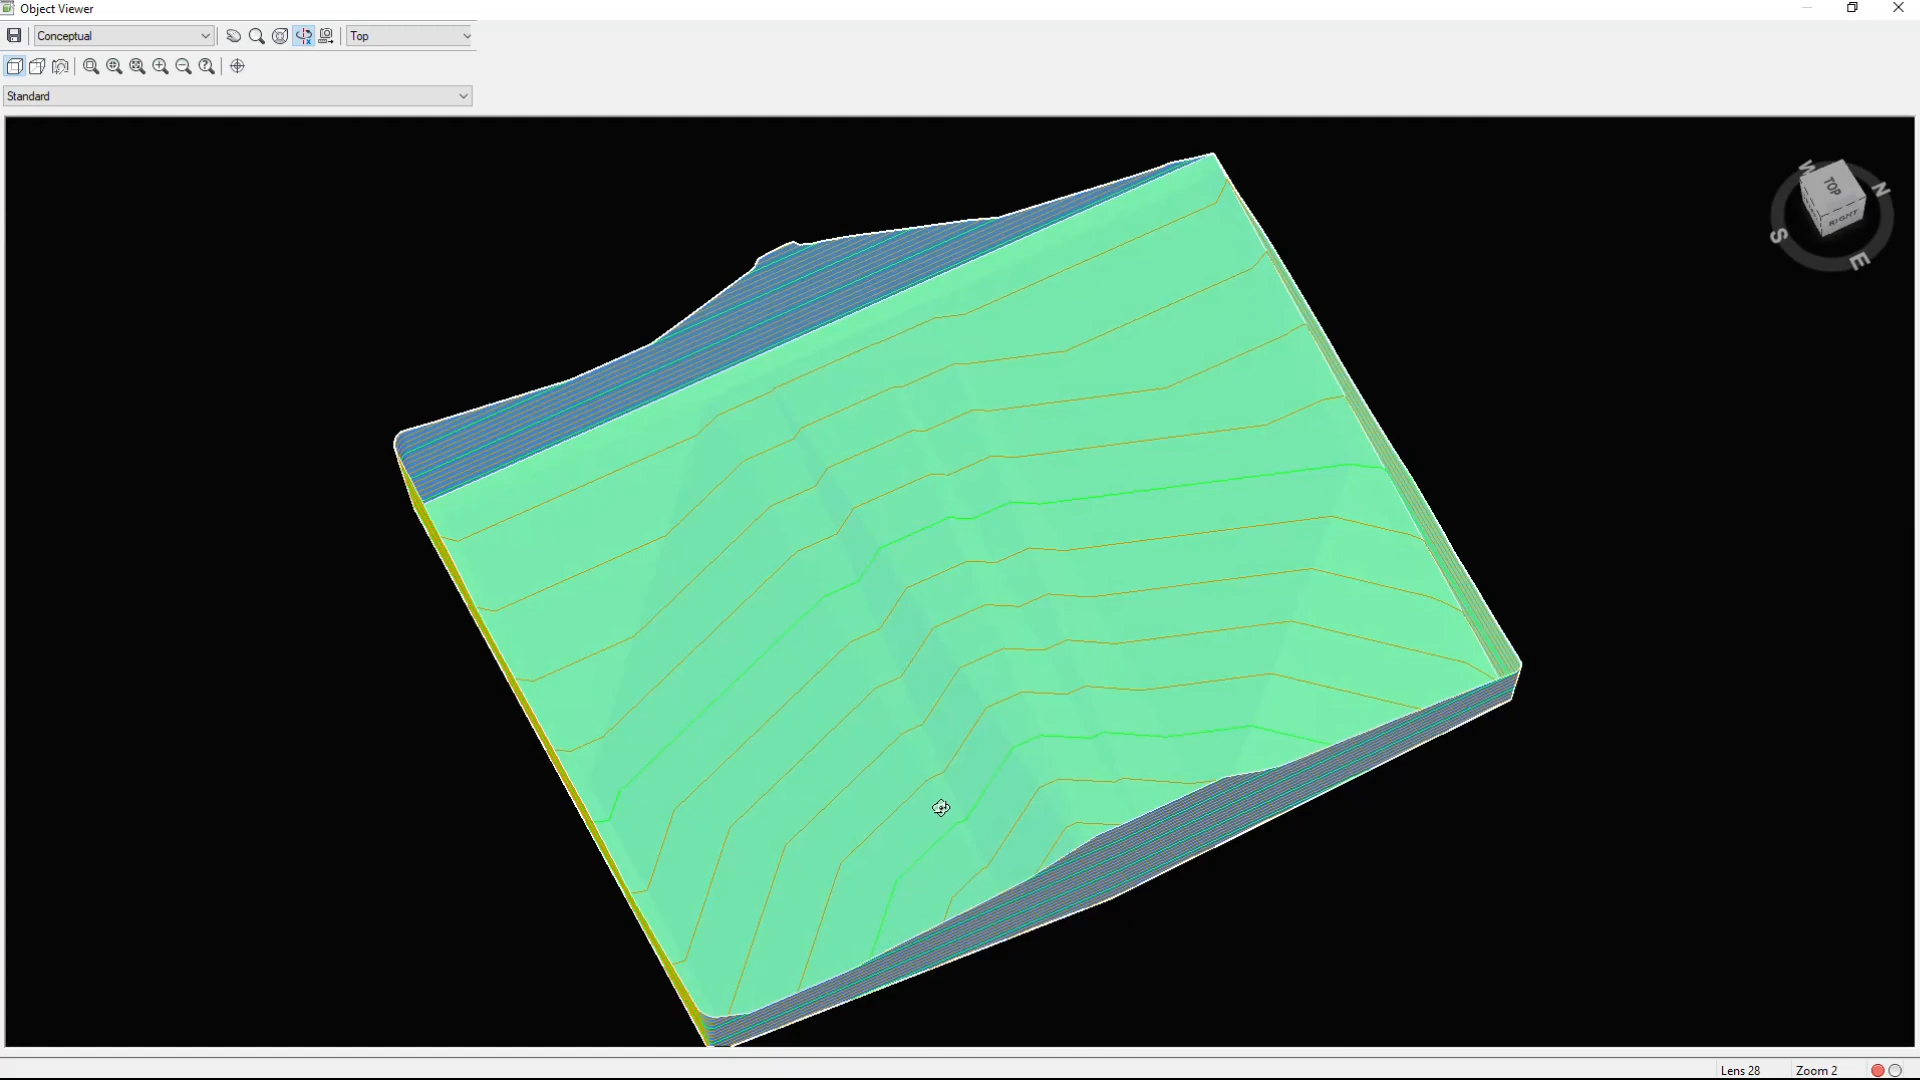 Object Viewer
Conceptual
Top
Standard
W
N
TOP
RIGHT
S
E
Lens 28
Zoom 2